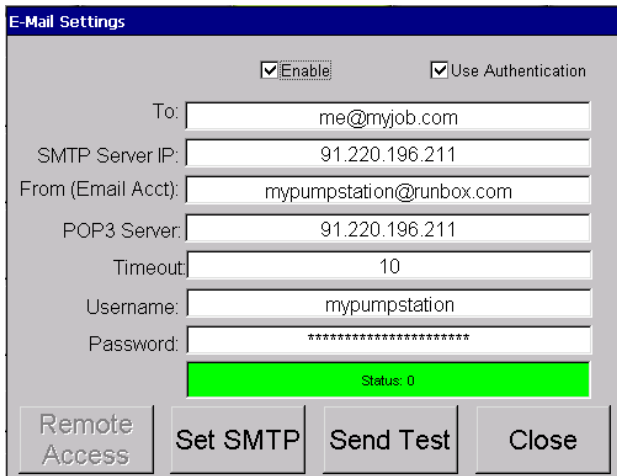 E-Mail Settings
Enable Use Authentication
To: me@myjob.com
SMTP Server IP: 91.220.196.211
From (Email Acct): mypumpstation@runbox.com
POP3 Server: 91.220.196.211
Timeout: 10
Username: mypumpstation
Password: **********************
Status: 0
Remote Access Set SMTP Send Test Close